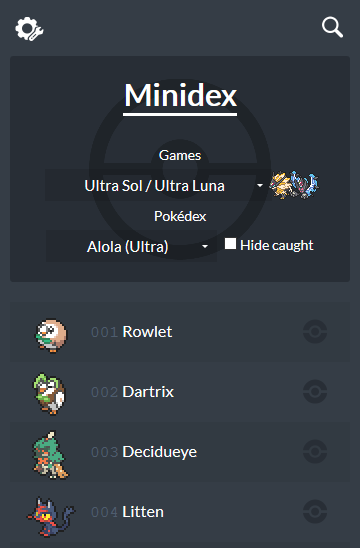 Minidex
Games
Ultra Sol / Ultra Luna
Pokédex
Alola (Ultra)
Hide caught
001 Rowlet
002 Dartrix
003 Decidueye
004 Litten